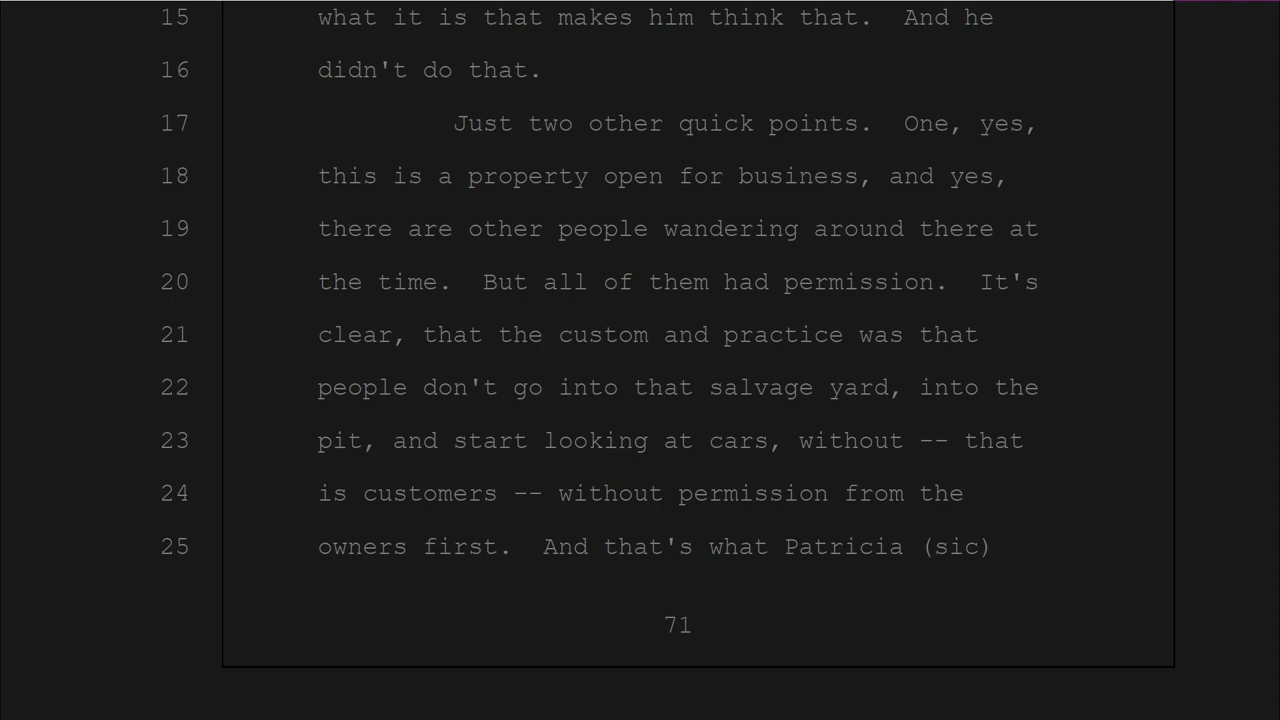 15 what it is that makes him think that.  And he
16 didn't do that.
17 Just two other quick points.  One, yes,
18 this is a property open for business, and yes,
19 there are other people wandering around there at
20 the time.  But all of them had permission.  It's
21 clear, that the custom and practice was that
22 people don't go into that salvage yard, into the
23 pit, and start looking at cars, without -- that
24 is customers -- without permission from the
25 owners first.  And that's what Patricia (sic)
71